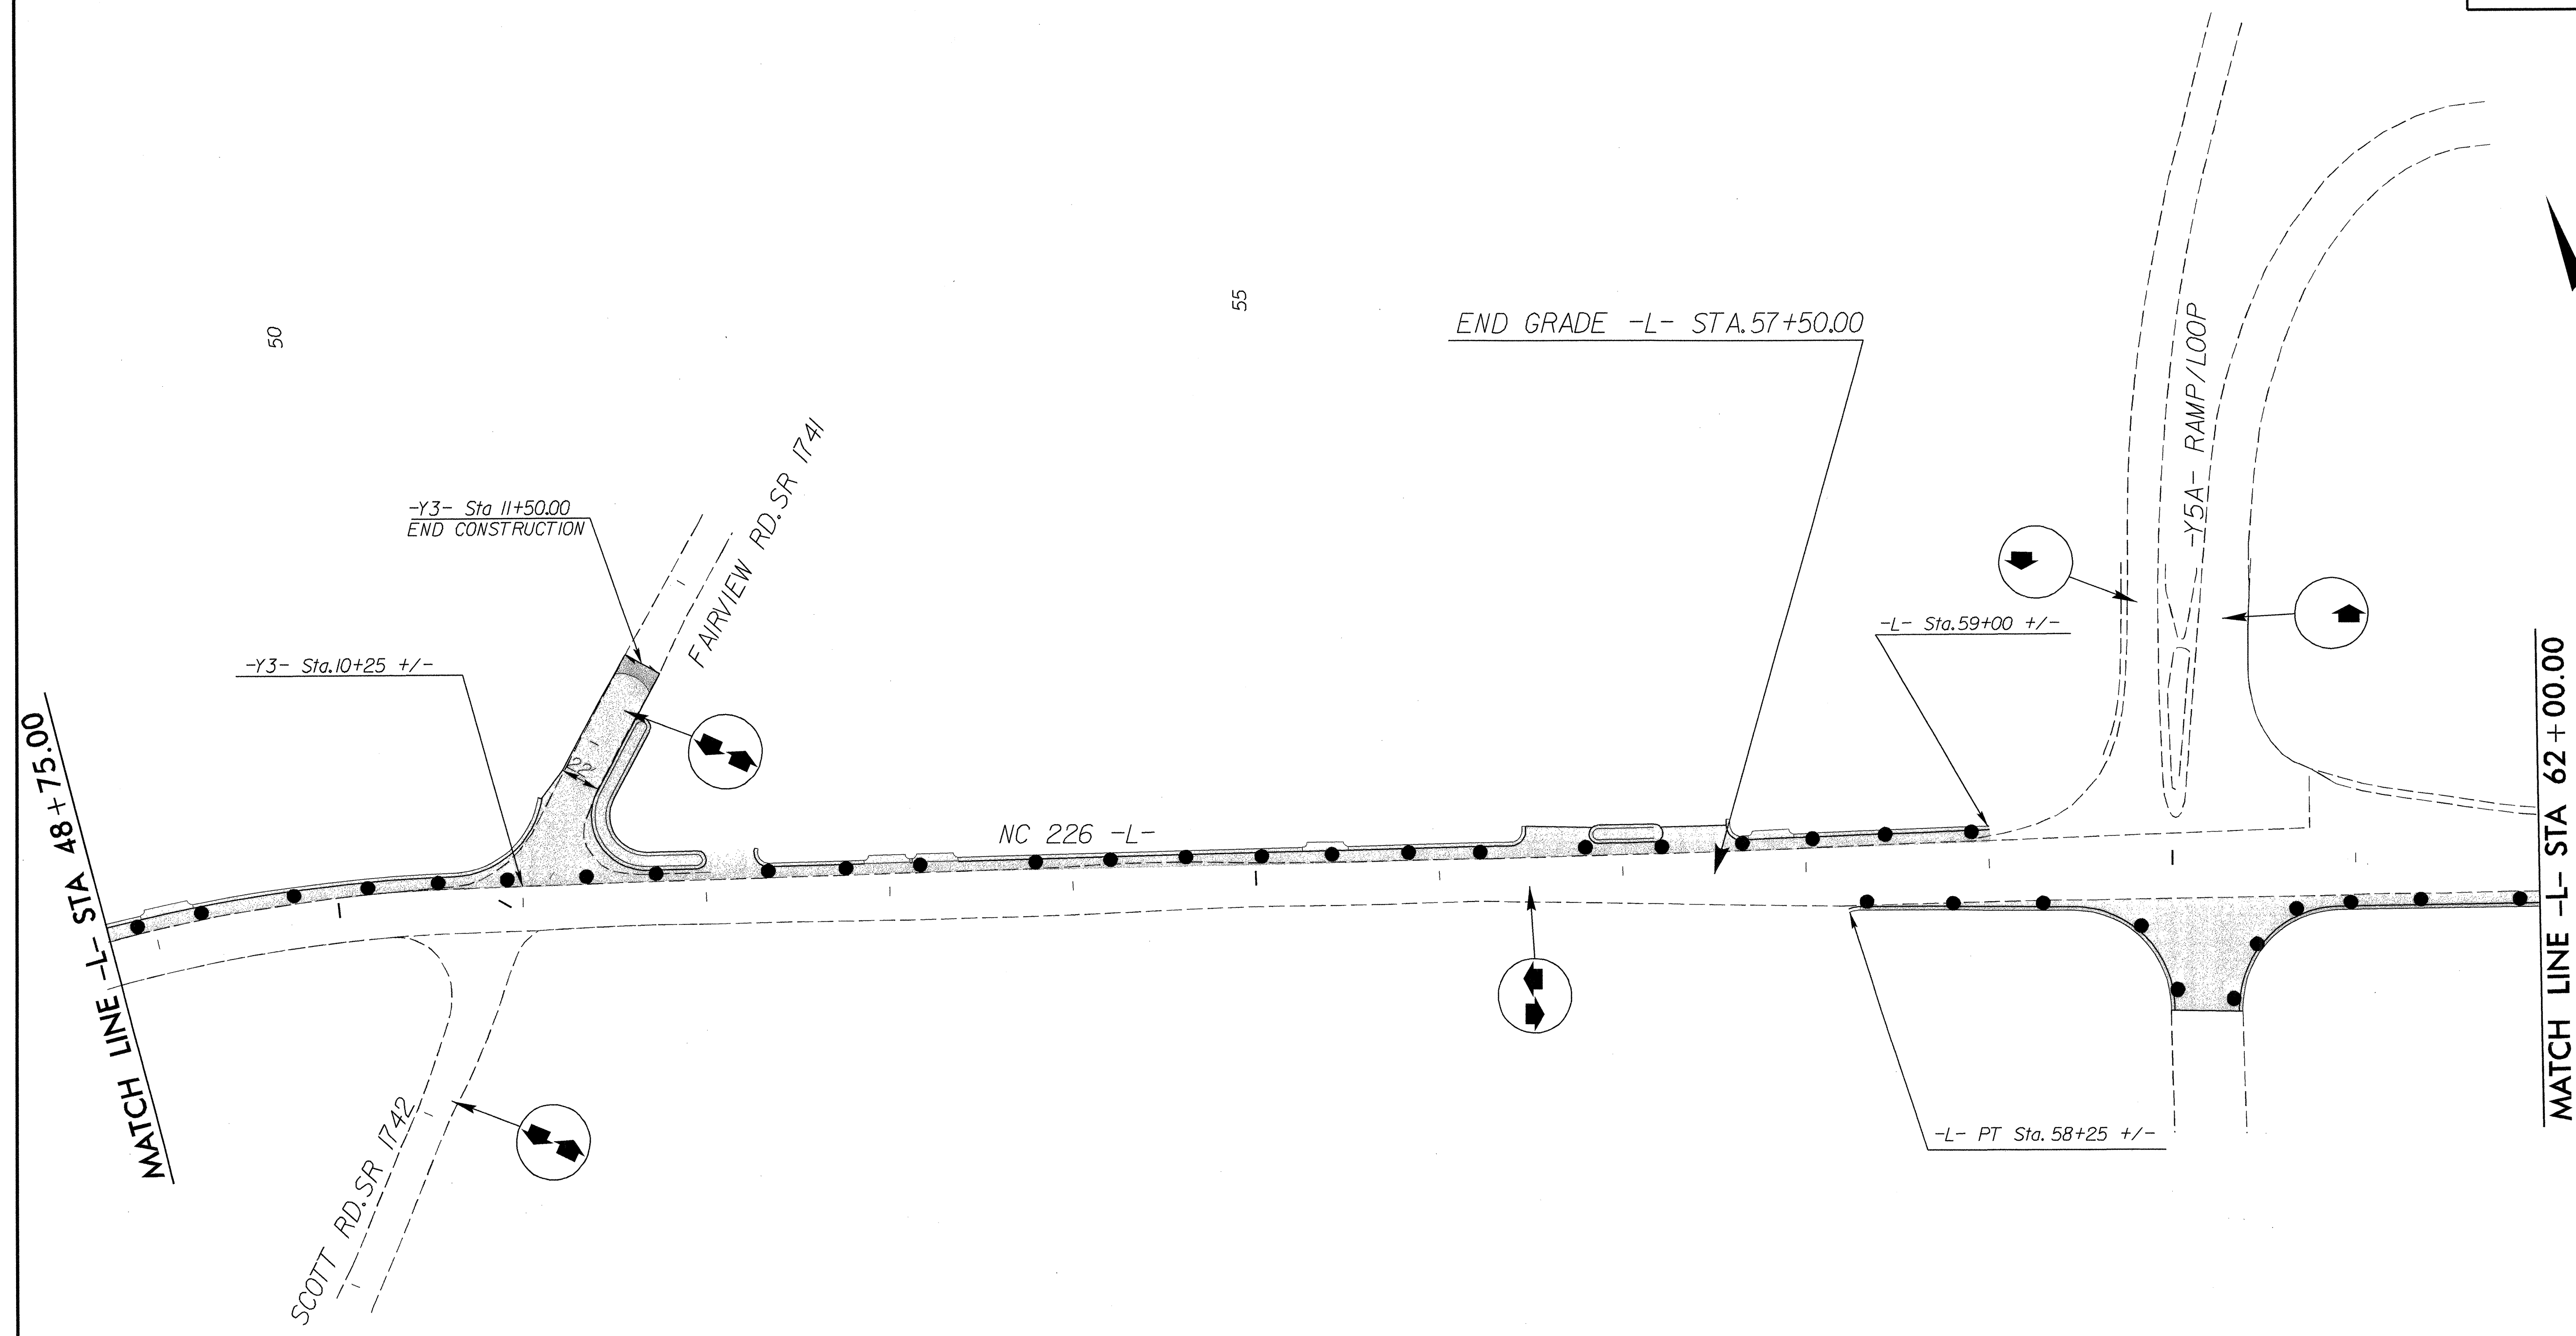 50
55
END GRADE -L- STA.57+50.00
-Y5A- RAMP/LOOP
FAIRVIEW RD.SR 1741
-Y3- Sta 11+50.00
END CONSTRUCTION
-L- Sta.59+00 +/-
-Y3- Sta.10+25 +/-
22'
NC 226 -L-
MATCH LINE -L- STA 48+75.00
MATCH LINE -L- STA 62+00.00
SCOTT RD.SR 1742
-L- PT Sta. 58+25 +/-